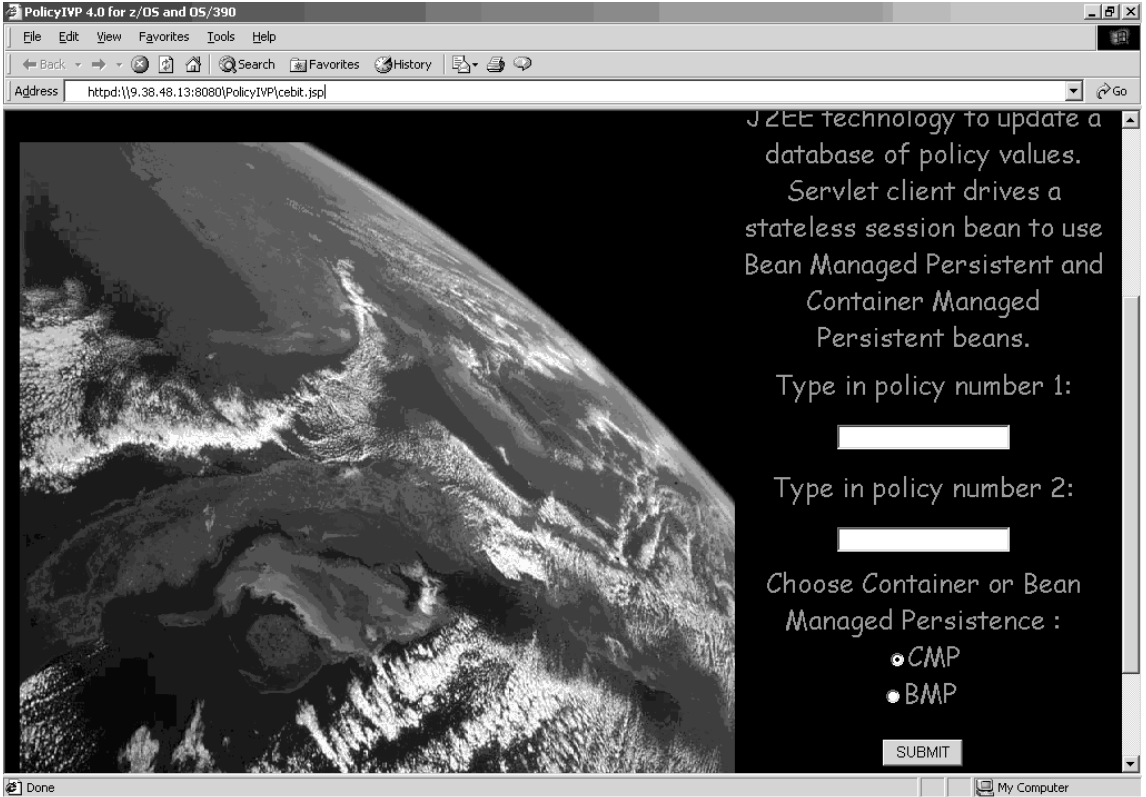 PolicyIVP 4.0 for z/OS and OS/390
File Edit View Favorites Tools Help
Back Search Favorites History
Address httpd:\\9.38.48.13:8080\PolicyIVP\cebit.jsp Go
J2EE technology to update a
database of policy values.
Servlet client drives a
stateless session bean to use
Bean Managed Persistent and
Container Managed
Persistent beans.
Type in policy number 1:
Type in policy number 2:
Choose Container or Bean
Managed Persistence :
CMP
BMP
SUBMIT
Done My Computer